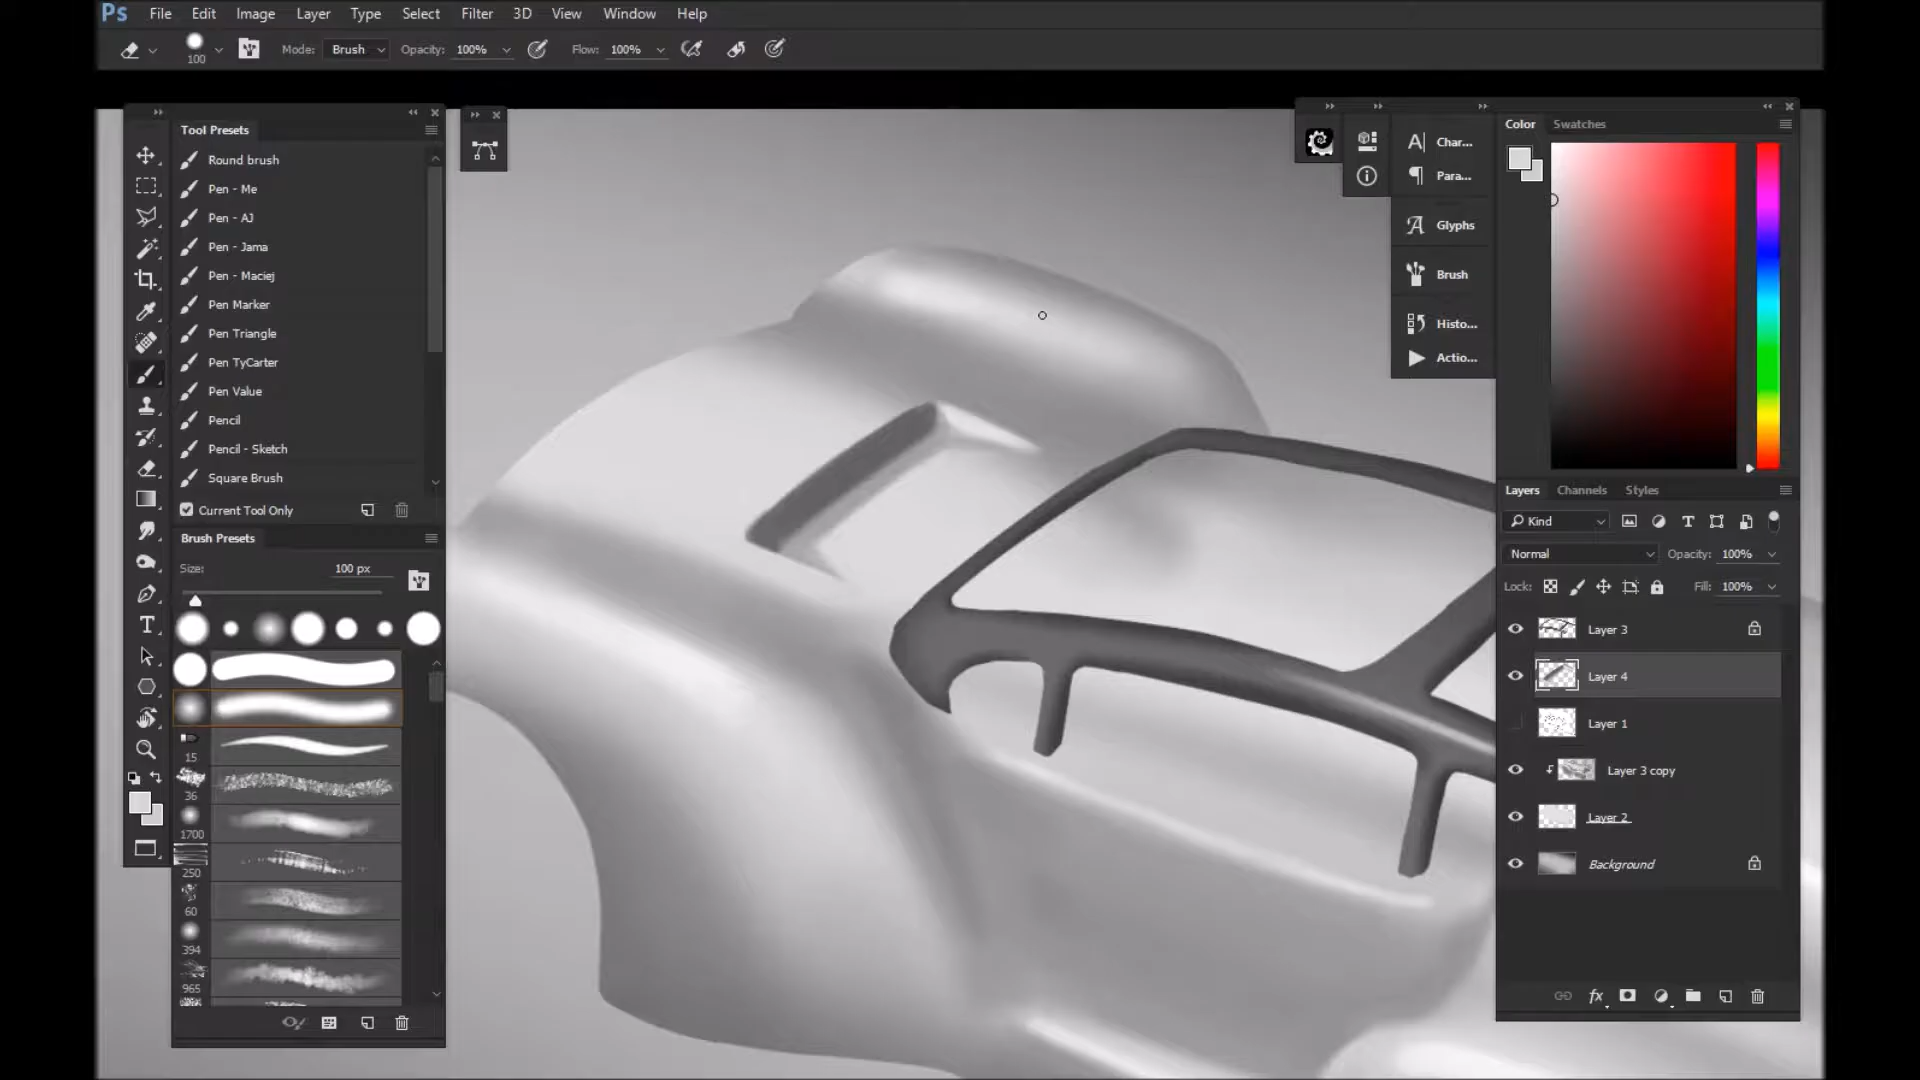 Ps File Edit Image Layer Type Select Filter 3D View Window Help
100 Mode: Brush Opacity: 100% Flow: 100%
Tool Presets
Round brush
Pen - Me
Pen - AJ
Pen - Jama
Pen - Maciej
Pen Marker
Pen Triangle
Pen TyCarter
Pen Value
Pencil
Pencil - Sketch
Square Brush
Current Tool Only
Brush Presets
Size: 100 px
15
36
1700
250
60
394
965
Char...
Para...
Glyphs
Brush
Histo...
Actio...
Color Swatches
Layers Channels Styles
Kind
Normal Opacity: 100%
Lock: Fill: 100%
Layer 3
Layer 4
Layer 1
Layer 3 copy
Layer 2
Background
fx